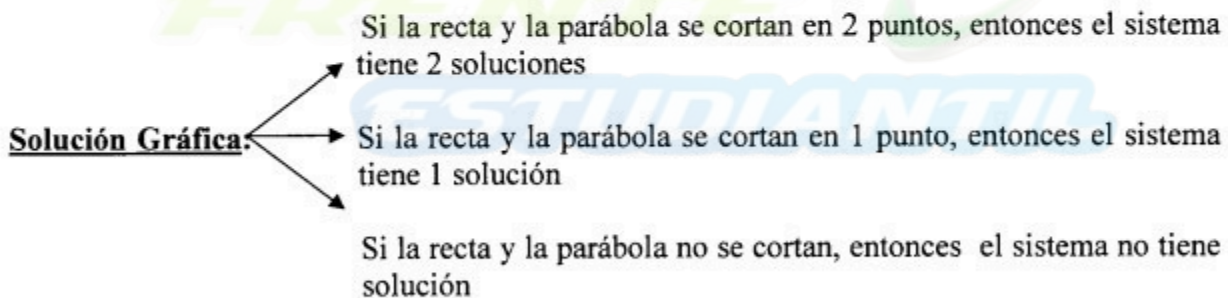 FRENTE
Si la recta y la parábola se cortan en 2 puntos, entonces el sistema
tiene 2 soluciones
ESTUDIANTIL
Solución Gráfica:
Si la recta y la parábola se cortan en 1 punto, entonces el sistema
tiene 1 solución
Si la recta y la parábola no se cortan, entonces el sistema no tiene
solución